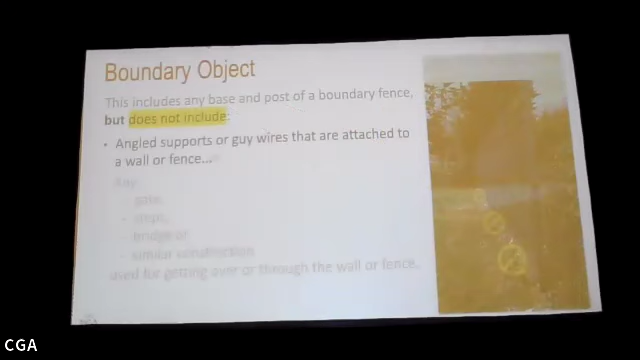 Boundary Object
This includes any base and post of a boundary fence,
but does not include:
• Angled supports or guy wires that are attached to
a wall or fence...
Any
- gate,
- steps,
- bridge or
- similar construction
used for getting over or through the wall or fence.
CGA